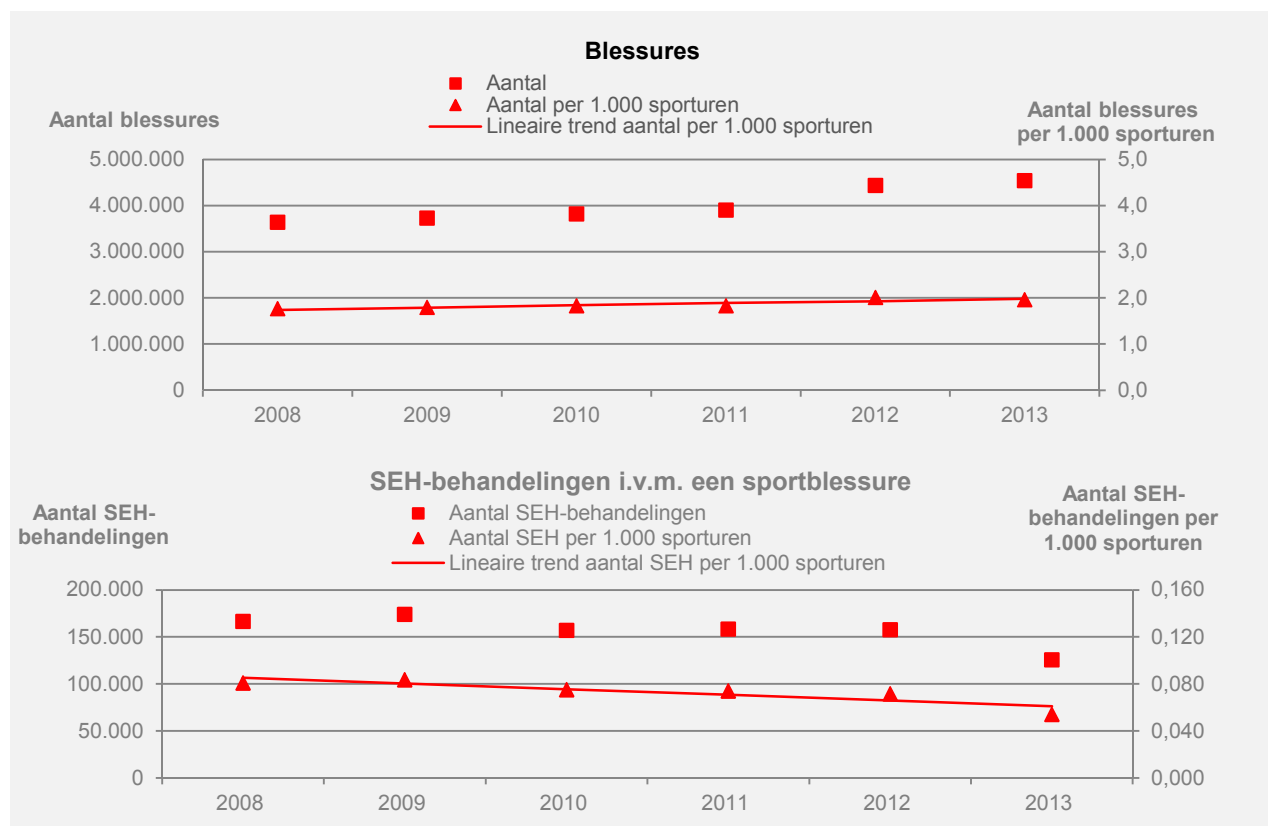 Blessures
Aantal
Aantal per 1.000 sporturen
Lineaire trend aantal per 1.000 sporturen
Aantal blessures
Aantal blessures
per 1.000 sporturen
5.000.000
4.000.000
3.000.000
2.000.000
1.000.000
0
5,0
4,0
3,0
2,0
1,0
0,0
2008 2009 2010 2011 2012 2013
SEH-behandelingen i.v.m. een sportblessure
Aantal SEH-behandelingen
Aantal SEH per 1.000 sporturen
Lineaire trend aantal SEH per 1.000 sporturen
Aantal SEH-
behandelingen
Aantal SEH-
behandelingen per
1.000 sporturen
200.000
150.000
100.000
50.000
0
0,160
0,120
0,080
0,040
0,000
2008 2009 2010 2011 2012 2013